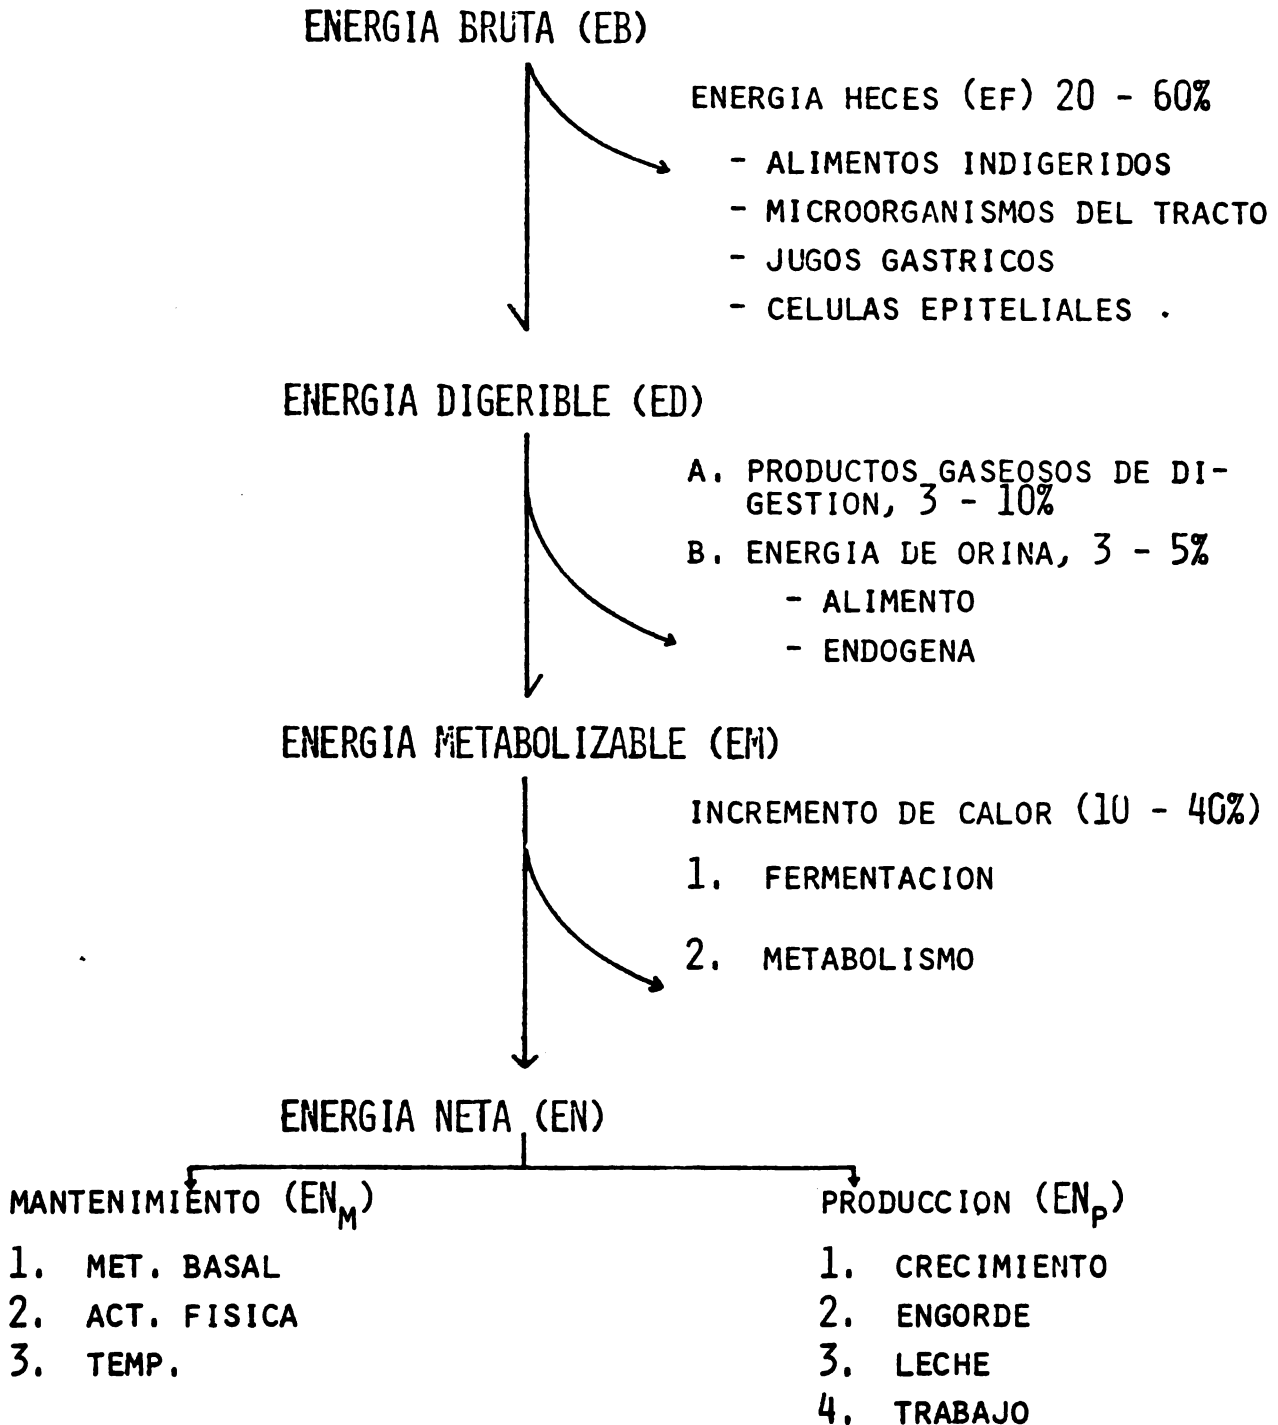 ENERGIA BRUTA (EB)
ENERGIA HECES (EF) 20 - 60%
- ALIMENTOS INDIGERIDOS
- MICROORGANISMOS DEL TRACTO
- JUGOS GASTRICOS
- CELULAS EPITELIALES .
ENERGIA DIGERIBLE (ED)
A. PRODUCTOS GASEOSOS DE DI-
GESTION, 3 - 10%
B. ENERGIA DE ORINA, 3 - 5%
- ALIMENTO
- ENDOGENA
ENERGIA METABOLIZABLE (EM)
INCREMENTO DE CALOR (10 - 40%)
1. FERMENTACION
2. METABOLISMO
ENERGIA NETA (EN)
MANTENIMIENTO (EN_M)
1. MET. BASAL
2. ACT. FISICA
3. TEMP.
PRODUCCION (EN_P)
1. CRECIMIENTO
2. ENGORDE
3. LECHE
4. TRABAJO